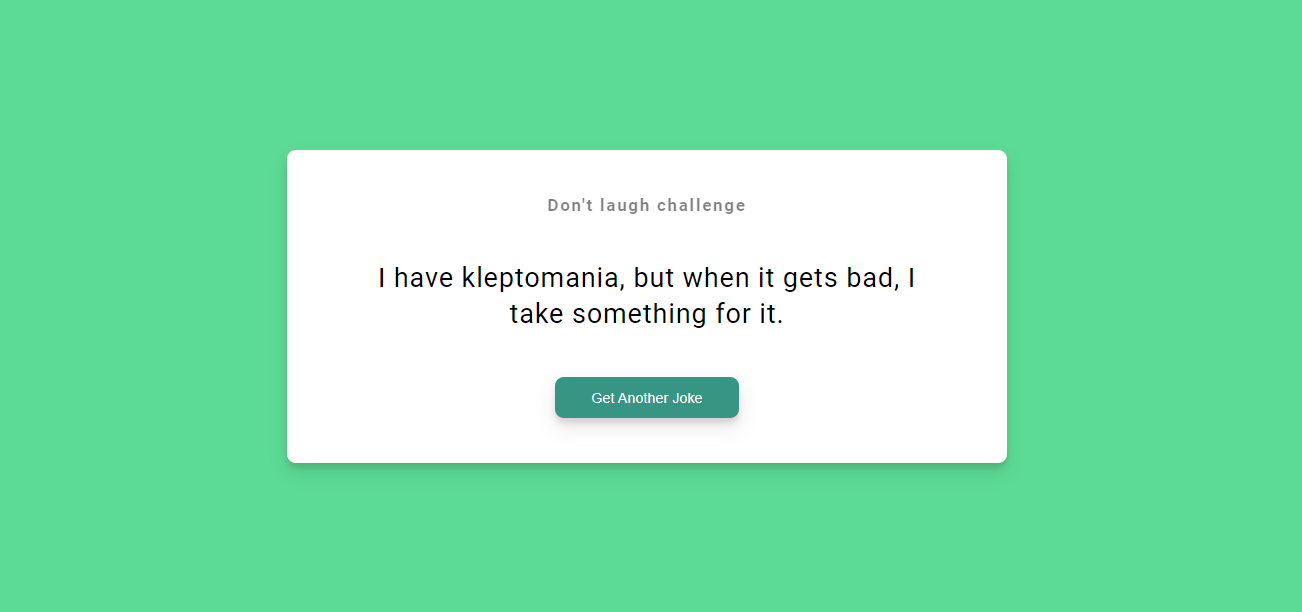 Don't laugh challenge
I have kleptomania, but when it gets bad, I
take something for it.
Get Another Joke